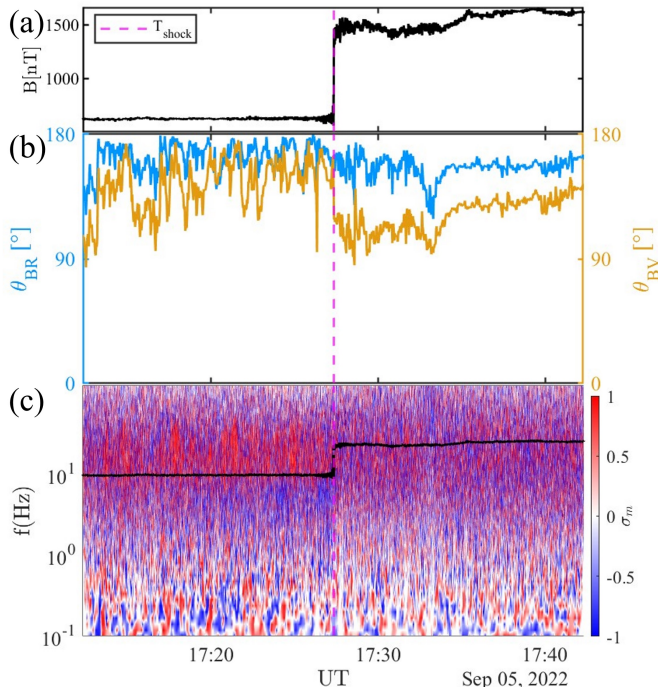 (a)
B[nT]
1500
1000
T_shock
(b)
θ_BR [°]
180
90
0
θ_BV [°]
180
90
0
(c)
f(Hz)
10^1
10^0
10^-1
σ_m
1
0.5
0
-0.5
-1
17:20
17:30
17:40
UT
Sep 05, 2022